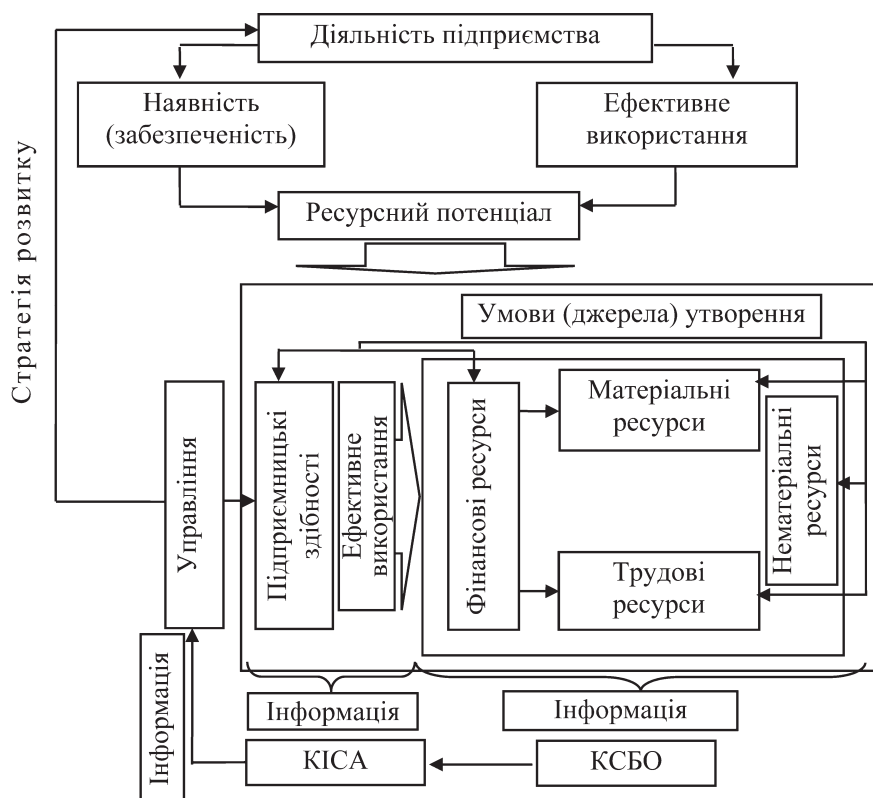 Діяльність підприємства
Наявність
(забезпеченість)
Ефективне
використання
Ресурсний потенціал
Стратегія розвитку
Умови (джерела) утворення
Управління
Підприємницькі
здібності
Ефективне
використання
Фінансові ресурси
Матеріальні
ресурси
Нематеріальні
ресурси
Трудові
ресурси
Інформація
Інформація
Інформація
КІСА
КСБО